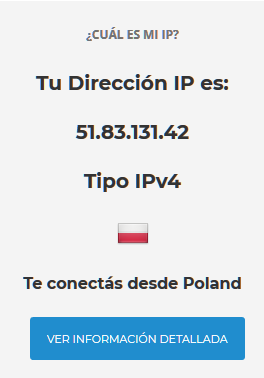 ¿CUÁL ES MI IP?
Tu Dirección IP es:
51.83.131.42
Tipo IPv4
Te conectás desde Poland
VER INFORMACIÓN DETALLADA